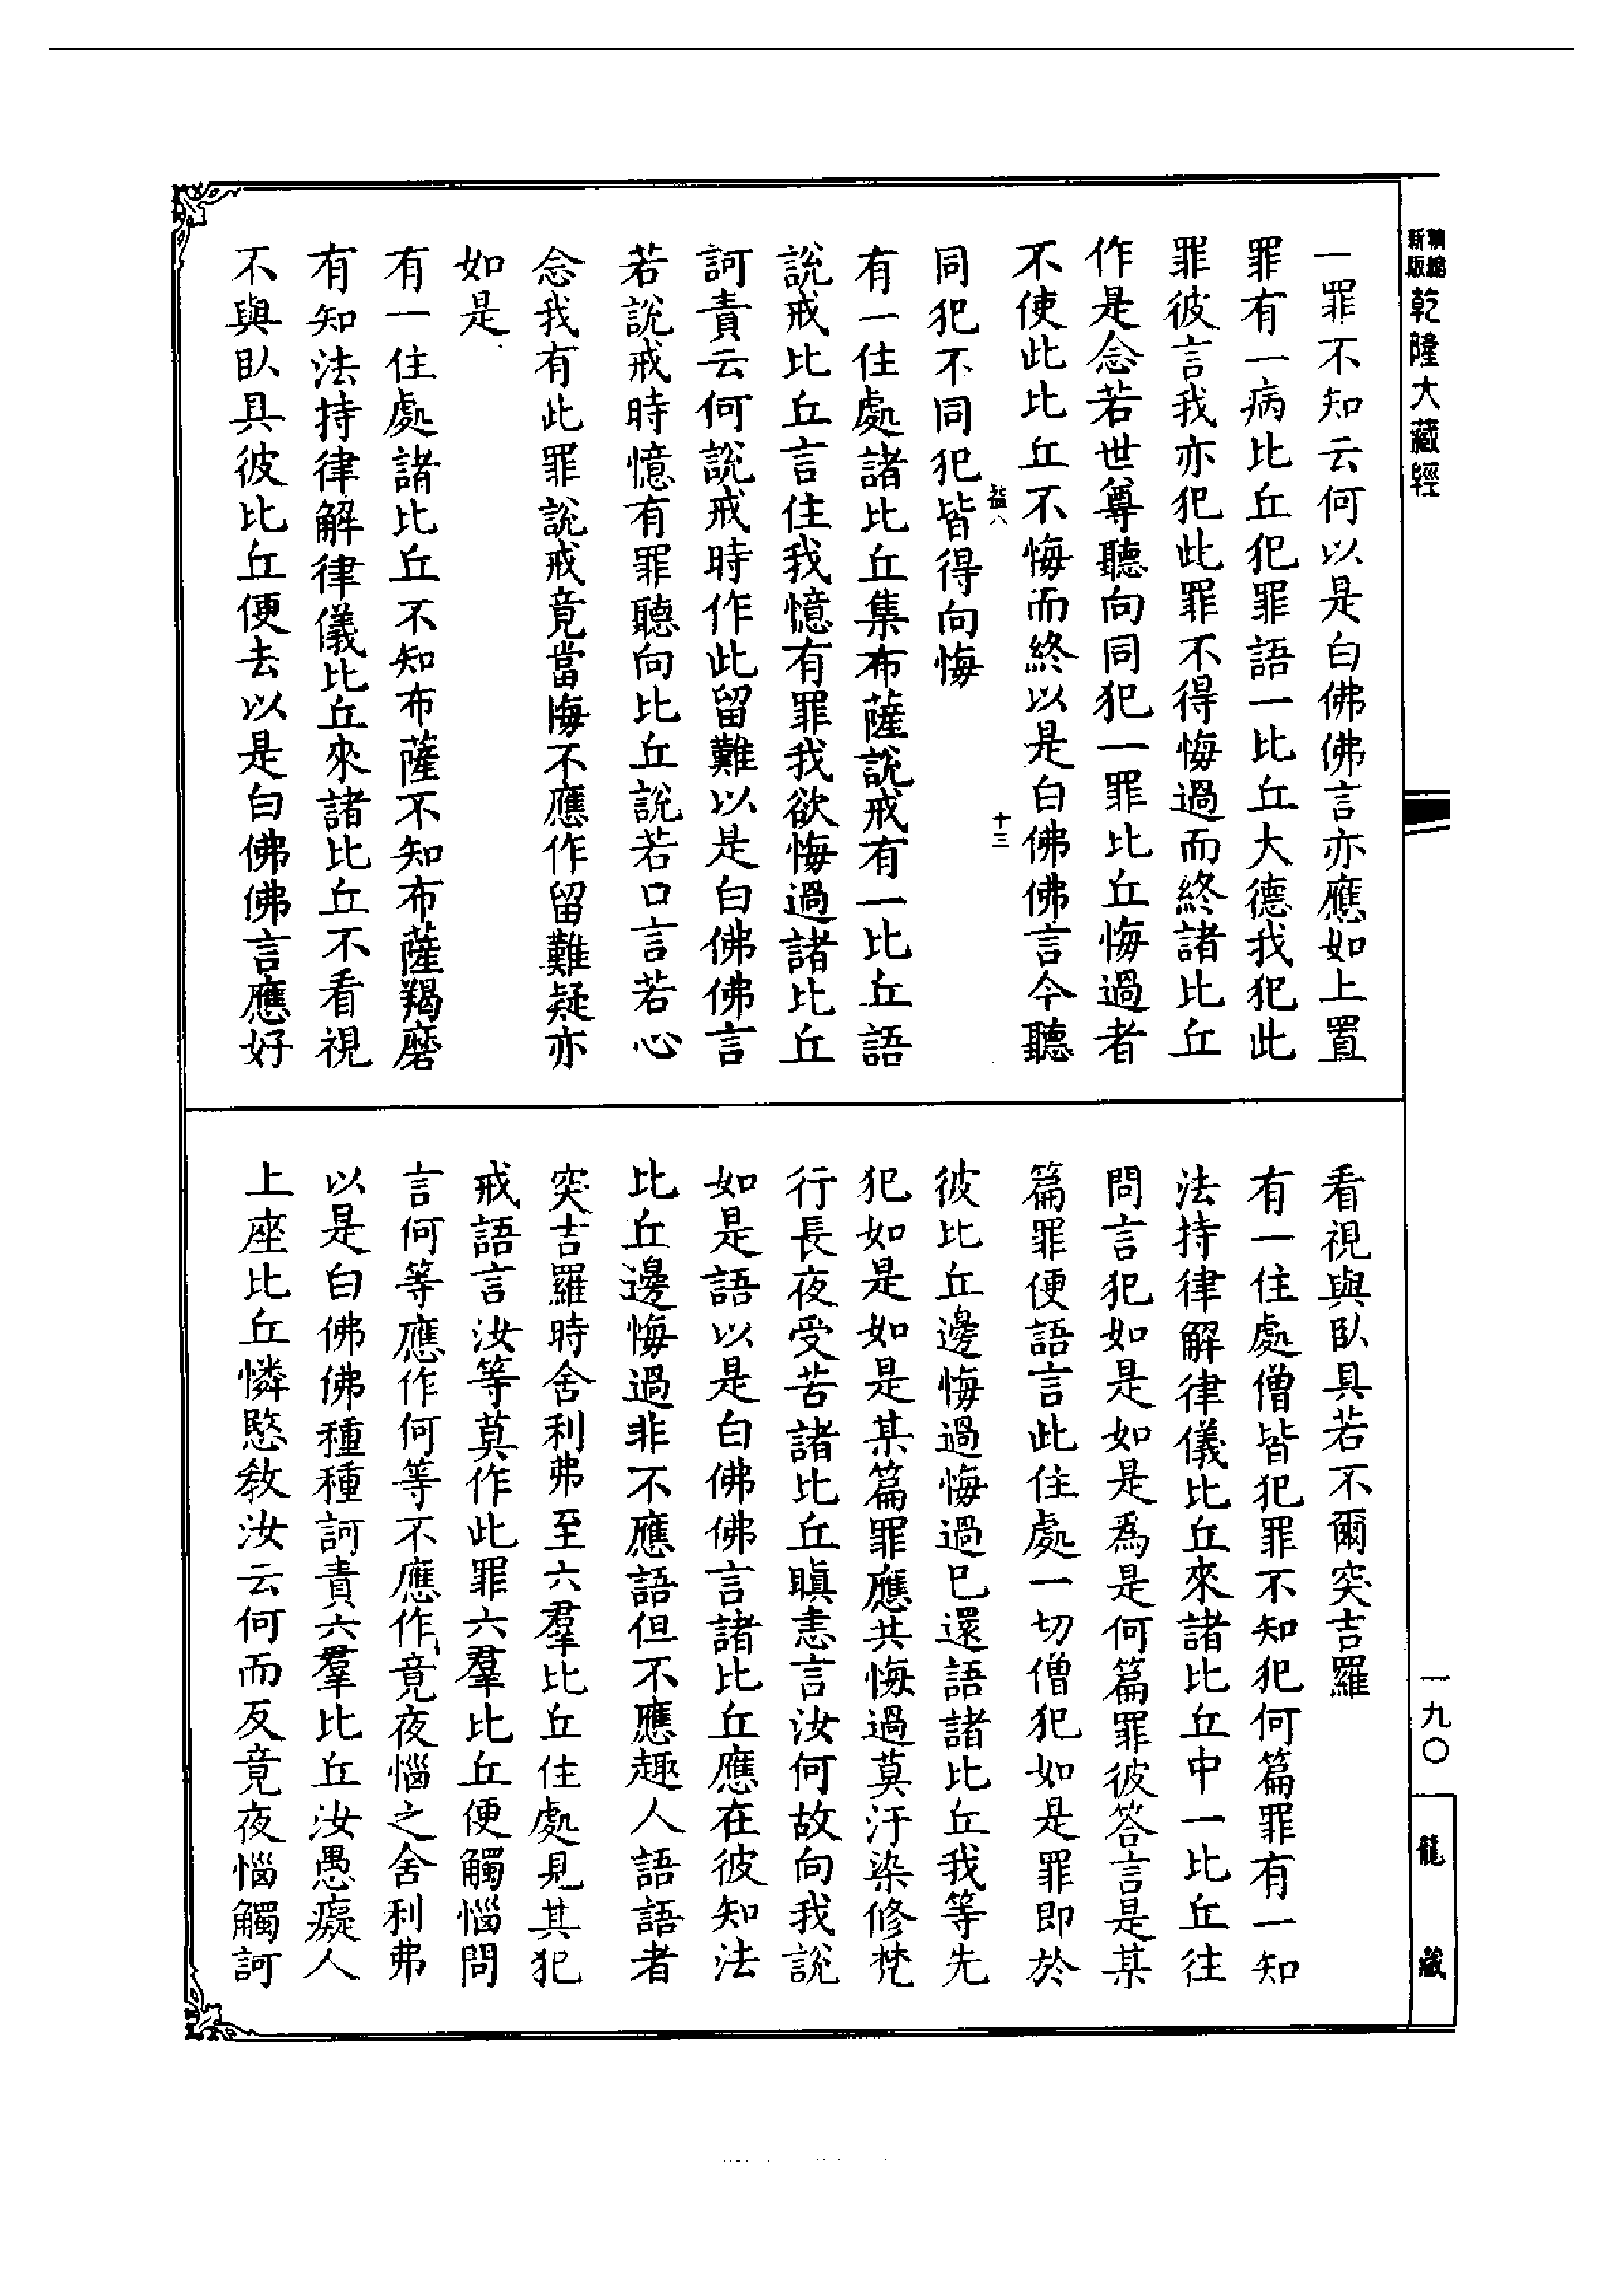 乾隆大藏經
一罪不知云何以是白佛佛言亦應如上置
罪有一病比丘犯罪語一比丘大德我犯此
罪彼言我亦犯此罪不得悔過而終諸比丘
作是念若世尊聽向同犯一罪比丘悔過者
不使此比丘不悔而終以是白佛佛言今聽
十三
同犯不同犯皆得向悔
有一住處諸比丘集布薩說戒有一比丘語
說戒比丘言住我憶有罪我欲悔過諸比丘
訶責云何說戒時作此留難以是白佛佛言
若說戒時憶有罪聽向比丘說若口言若心
念我有此罪說戒竟當悔不應作留難疑亦
如是
有一住處諸比丘不知布薩不知布薩羯磨
有知法持律解律儀比丘來諸比丘不看視
不與臥具彼比丘便去以是白佛佛言應好
看視與臥具若不爾突吉羅
有一住處僧皆犯罪不知犯何篇罪有一知
法持律解律儀比丘來諸比丘中一比丘往
問言犯如是如是為是何篇罪彼答言是某
篇罪便語言此住處一切僧犯如是罪即於
彼比丘邊悔過悔過已還語諸比丘我等先
犯如是如是某篇罪應共悔過莫汙染修梵
行長夜受苦諸比丘瞋恚言汝何故向我說
如是語以是白佛佛言諸比丘應在彼知法
比丘邊悔過非不應語但不應趣人語語者
突吉羅時舍利弗至六羣比丘住處見其犯
戒語言汝等莫作此罪六羣比丘便觸惱問
言何等應作何等不應作竟夜惱之舍利弗
以是白佛佛種種訶責六羣比丘汝愚癡人
上座比丘憐愍教汝云何而反竟夜惱觸訶
一九〇
龍藏